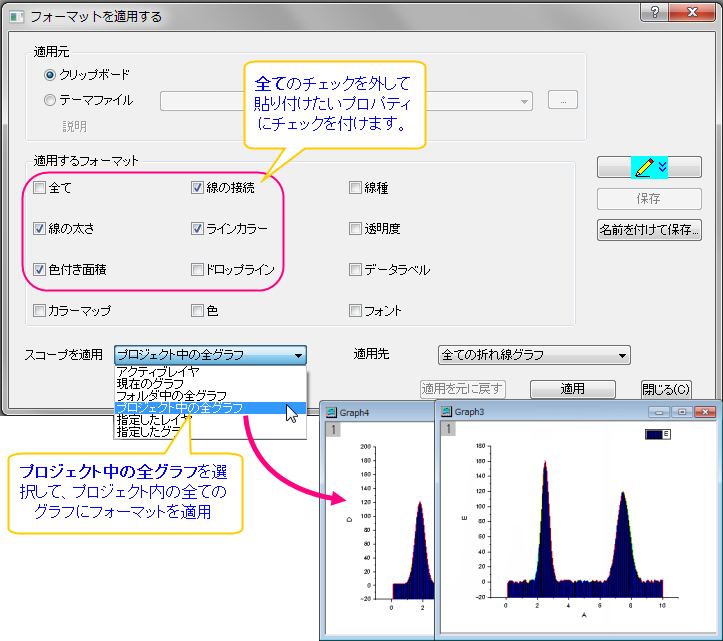 フォーマットを適用する
適用元
クリップボード
テーマファイル
...
説明
全てのチェックを外して
貼り付けたいプロパティ
にチェックを付けます。
適用するフォーマット
全て
線の接続
線種
線の太さ
ラインカラー
透明度
色付き面積
ドロップライン
データラベル
カラーマップ
色
フォント
保存
名前を付けて保存...
スコープを適用
プロジェクト中の全グラフ
適用先
全ての折れ線グラフ
アクティブレイヤ
現在のグラフ
フォルダ中の全グラフ
プロジェクト中の全グラフ
指定したレイヤ
指定したグラ
適用を元に戻す
適用
閉じる(C)
プロジェクト中の全グラフを選
択して、プロジェクト内の全ての
グラフにフォーマットを適用
Graph4
1
200
180
160
140
120
100
80
60
40
20
0
-20
D
0
2
Graph3
1
E
180
160
140
120
100
80
60
40
20
0
-20
E
0
2
4
6
8
10
A